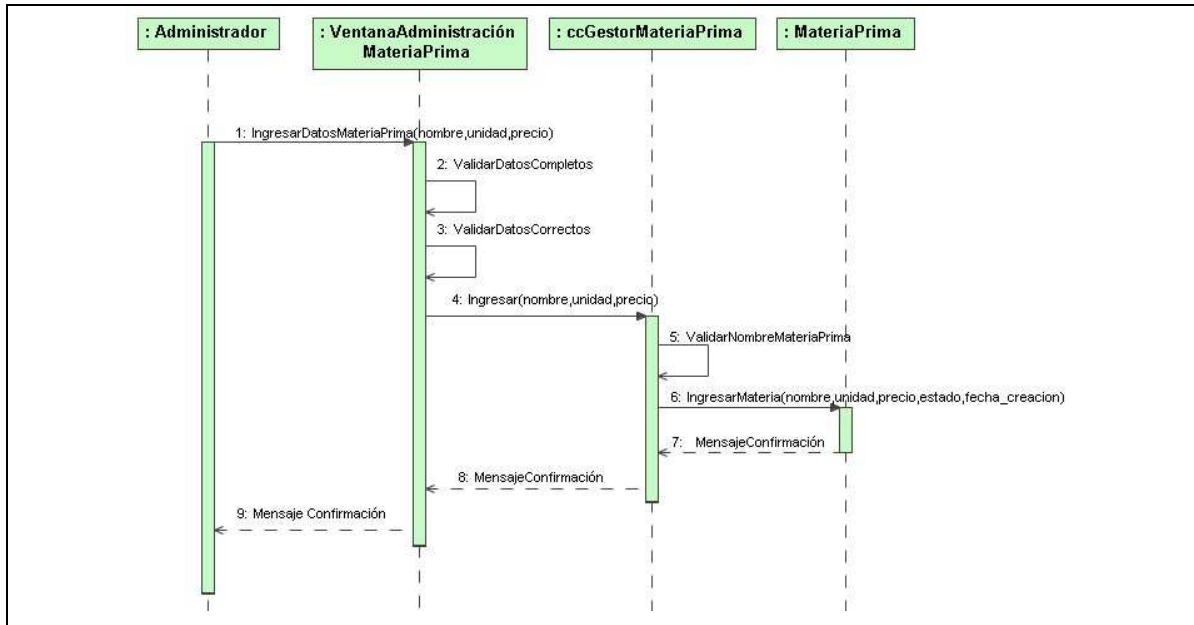 : Administrador
: VentanaAdministración
MateriaPrima
: ccGestorMateriaPrima
: MateriaPrima
1: IngresarDatosMateriaPrima(nombre,unidad,precio)
2: ValidarDatosCompletos
3: ValidarDatosCorrectos
4: Ingresar(nombre,unidad,precio)
5: ValidarNombreMateriaPrima
6: IngresarMateria(nombre,unidad,precio,estado,fecha_creacion)
7: MensajeConfirmación
8: MensajeConfirmación
9: Mensaje Confirmación